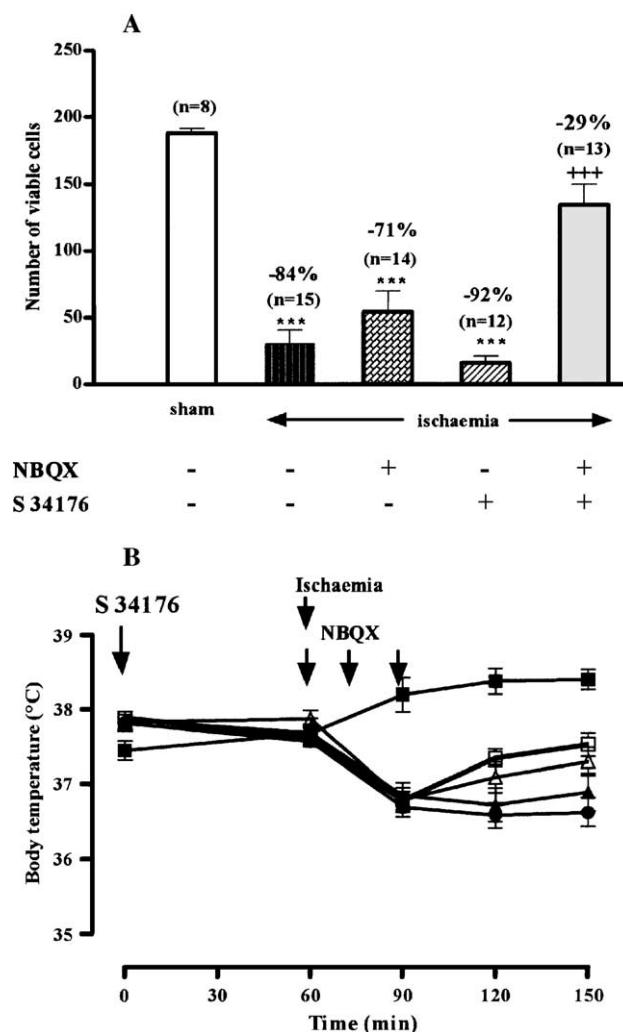 A
250
200
150
100
50
0
Number of viable cells
(n=8)
-84%
(n=15)
***
-71%
(n=14)
***
-92%
(n=12)
***
-29%
(n=13)
+++
sham
ischaemia
NBQX - - + - +
S 34176 - - - + +
B
S 34176
Ischaemia
NBQX
39
38
37
36
35
Body temperature (°C)
0 30 60 90 120 150
Time (min)